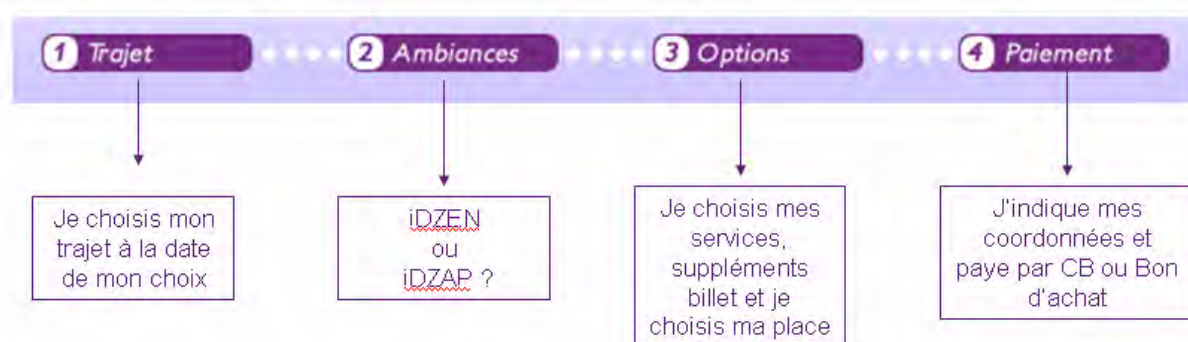 1 Trajet
2 Ambiances
3 Options
4 Paiement
Je choisis mon
trajet à la date
de mon choix
iDZEN
ou
iDZAP ?
Je choisis mes
services,
suppléments
billet et je
choisis ma place
J'indique mes
coordonnées et
paye par CB ou Bon
d'achat